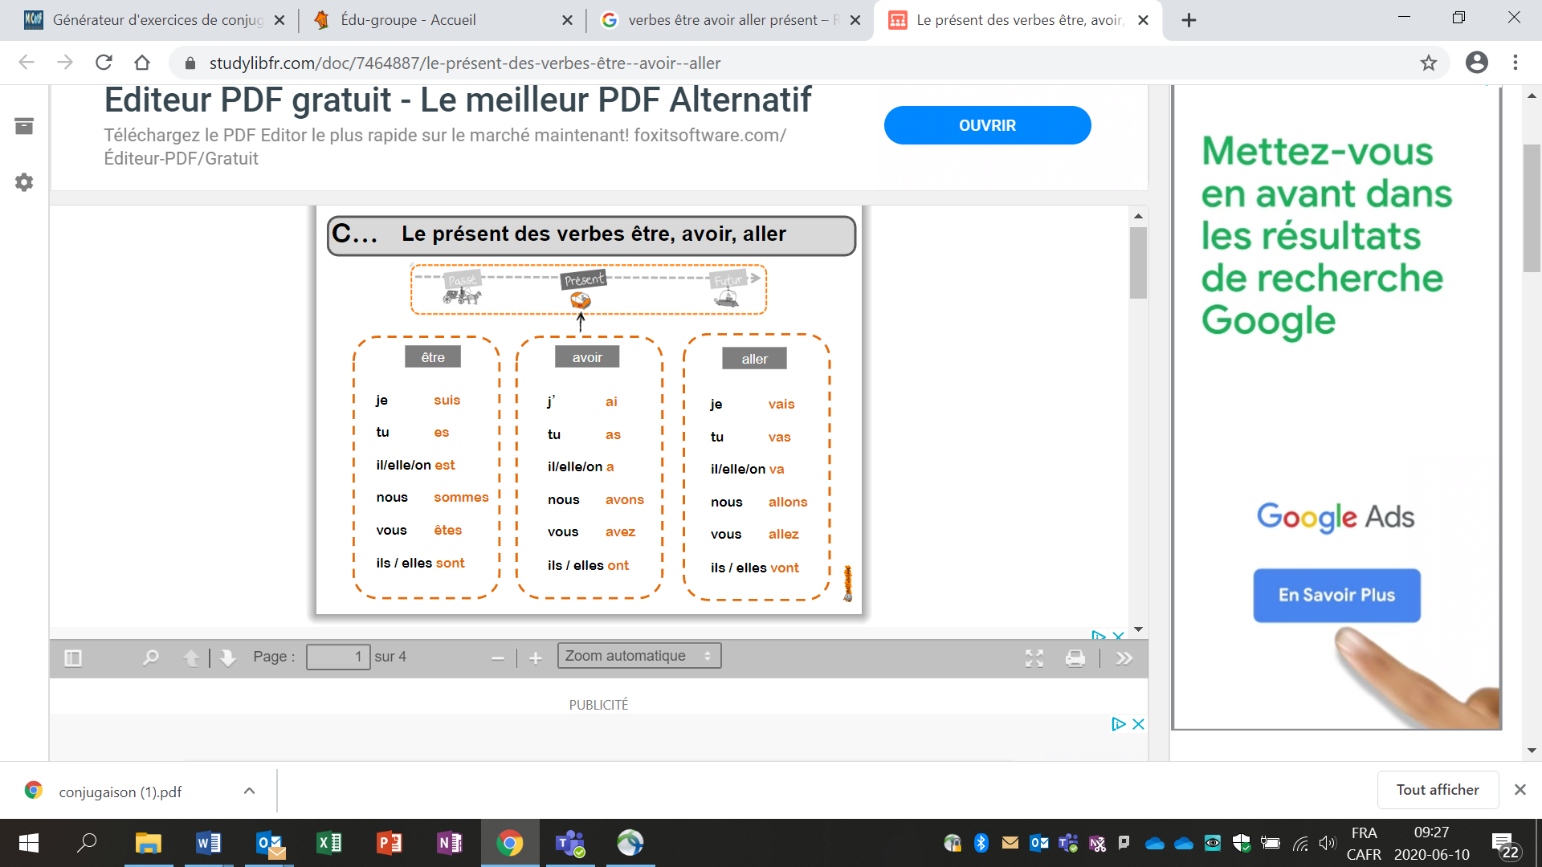 Générateur d'exercices de conjug
Édu-groupe - Accueil
verbes être avoir aller présent –
Le présent des verbes être, avoir,
studylibfr.com/doc/7464887/le-présent-des-verbes-être--avoir--aller
Editeur PDF gratuit - Le meilleur PDF Alternatif
Téléchargez le PDF Editor le plus rapide sur le marché maintenant! foxitsoftware.com/
Éditeur-PDF/Gratuit
OUVRIR
C... Le présent des verbes être, avoir, aller
Passé Présent Futur
être
je suis
tu es
il/elle/on est
nous sommes
vous êtes
ils / elles sont
avoir
j' ai
tu as
il/elle/on a
nous avons
vous avez
ils / elles ont
aller
je vais
tu vas
il/elle/on va
nous allons
vous allez
ils / elles vont
Page : 1 sur 4
Zoom automatique
PUBLICITÉ
Mettez-vous
en avant dans
les résultats
de recherche
Google
Google Ads
En Savoir Plus
conjugaison (1).pdf
Tout afficher
FRA
CAFR
09:27
2020-06-10
22